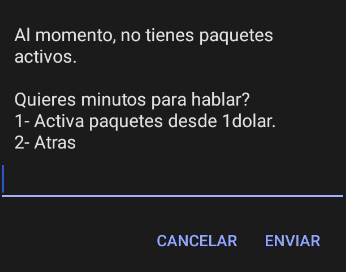 Al momento, no tienes paquetes
activos.
Quieres minutos para hablar?
1- Activa paquetes desde 1dolar.
2- Atras
CANCELAR ENVIAR